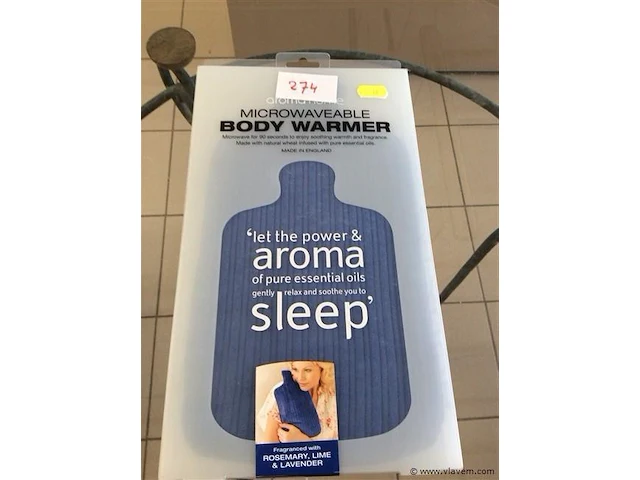 274
aroma home
MICROWAVEABLE
BODY WARMER
Microwave for 90 seconds to enjoy soothing warmth and fragrance.
Made with natural wheat infused with pure essential oils.
MADE IN ENGLAND
'let the power &
aroma
of pure essential oils
gently relax and soothe you to
sleep'
Fragranced with
ROSEMARY, LIME
& LAVENDER
© www.vlavem.com